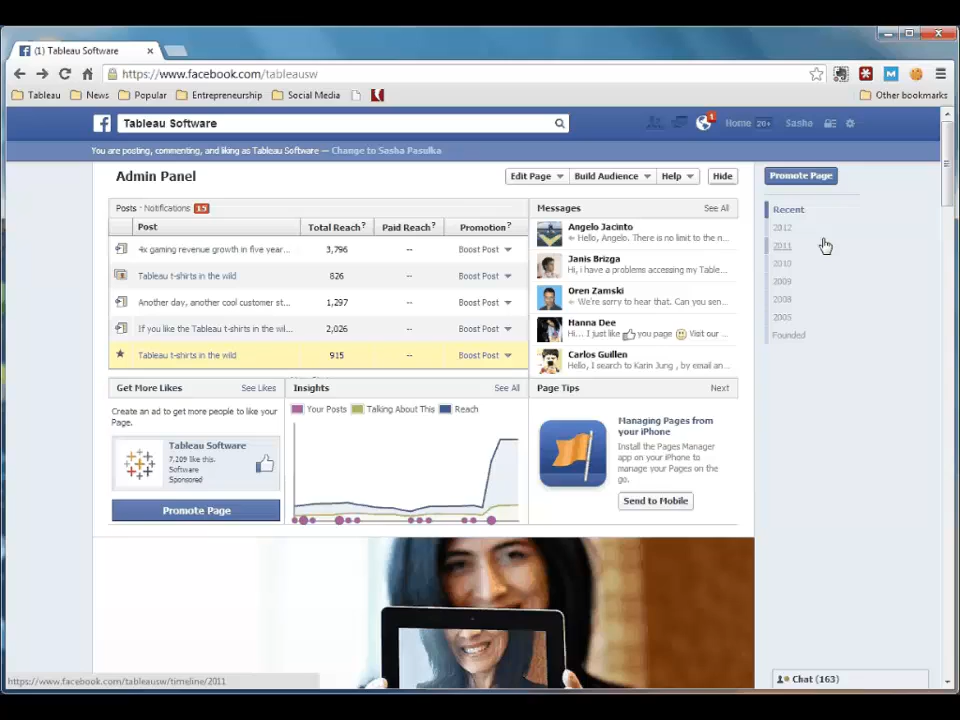 (1) Tableau Software
https://www.facebook.com/tableausw
Tableau News Popular Entrepreneurship Social Media Other bookmarks
Tableau Software
1 Home 20+ Sasha
You are posting, commenting, and liking as Tableau Software — Change to Sasha Pasulka
Admin Panel
Edit Page Build Audience Help Hide
Promote Page
Posts · Notifications 15
Post Total Reach? Paid Reach? Promotion?
4x gaming revenue growth in five year... 3,796 -- Boost Post
Tableau t-shirts in the wild 826 -- Boost Post
Another day, another cool customer st... 1,297 -- Boost Post
If you like the Tableau t-shirts in the wil... 2,026 -- Boost Post
Tableau t-shirts in the wild 915 -- Boost Post
Messages See All
Angelo Jacinto
Hello, Angelo. There is no limit to the n...
Janis Brizga
Hi, i have a problems accessing my Table...
Oren Zamski
We're sorry to hear that. Can you sen...
Hanna Dee
Hi... I just like you page Visit our ...
Carlos Guillen
Hello, I search to Karin Jung , by email an...
Recent
2012
2011
2010
2009
2008
2005
Founded
Get More Likes See Likes
Create an ad to get more people to like your
Page.
Tableau Software
7,209 like this.
Software
Sponsored
Promote Page
Insights See All
Your Posts Talking About This Reach
Page Tips Next
Managing Pages from
your iPhone
Install the Pages Manager
app on your iPhone to
manage your Pages on the
go.
Send to Mobile
https://www.facebook.com/tableausw/timeline/2011
Chat (163)